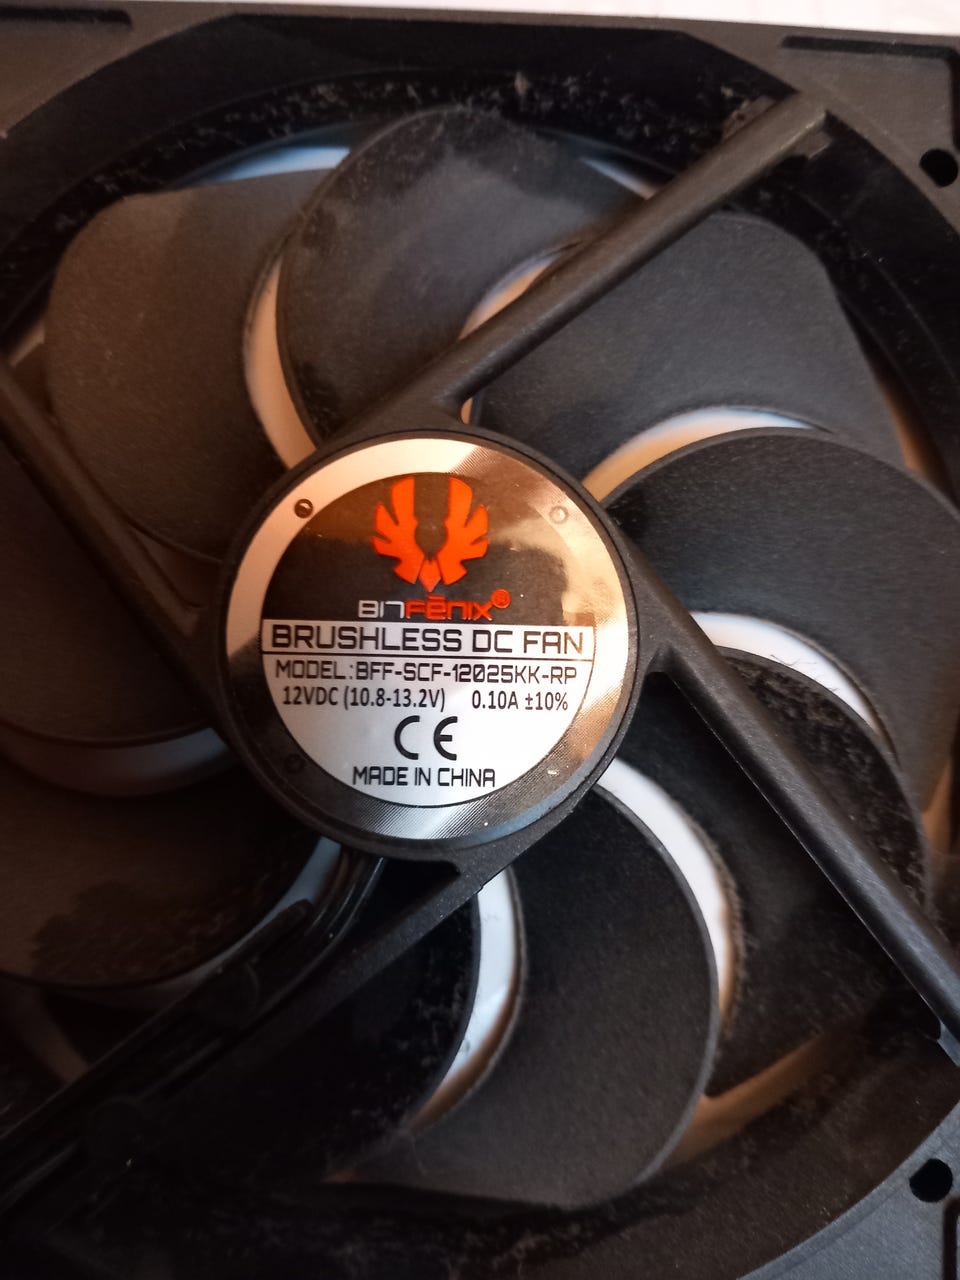 BITFĒNIX®
BRUSHLESS DC FAN
MODEL:BFF-SCF-12025KK-RP
12VDC (10.8-13.2V) 0.10A ±10%
CE
MADE IN CHINA